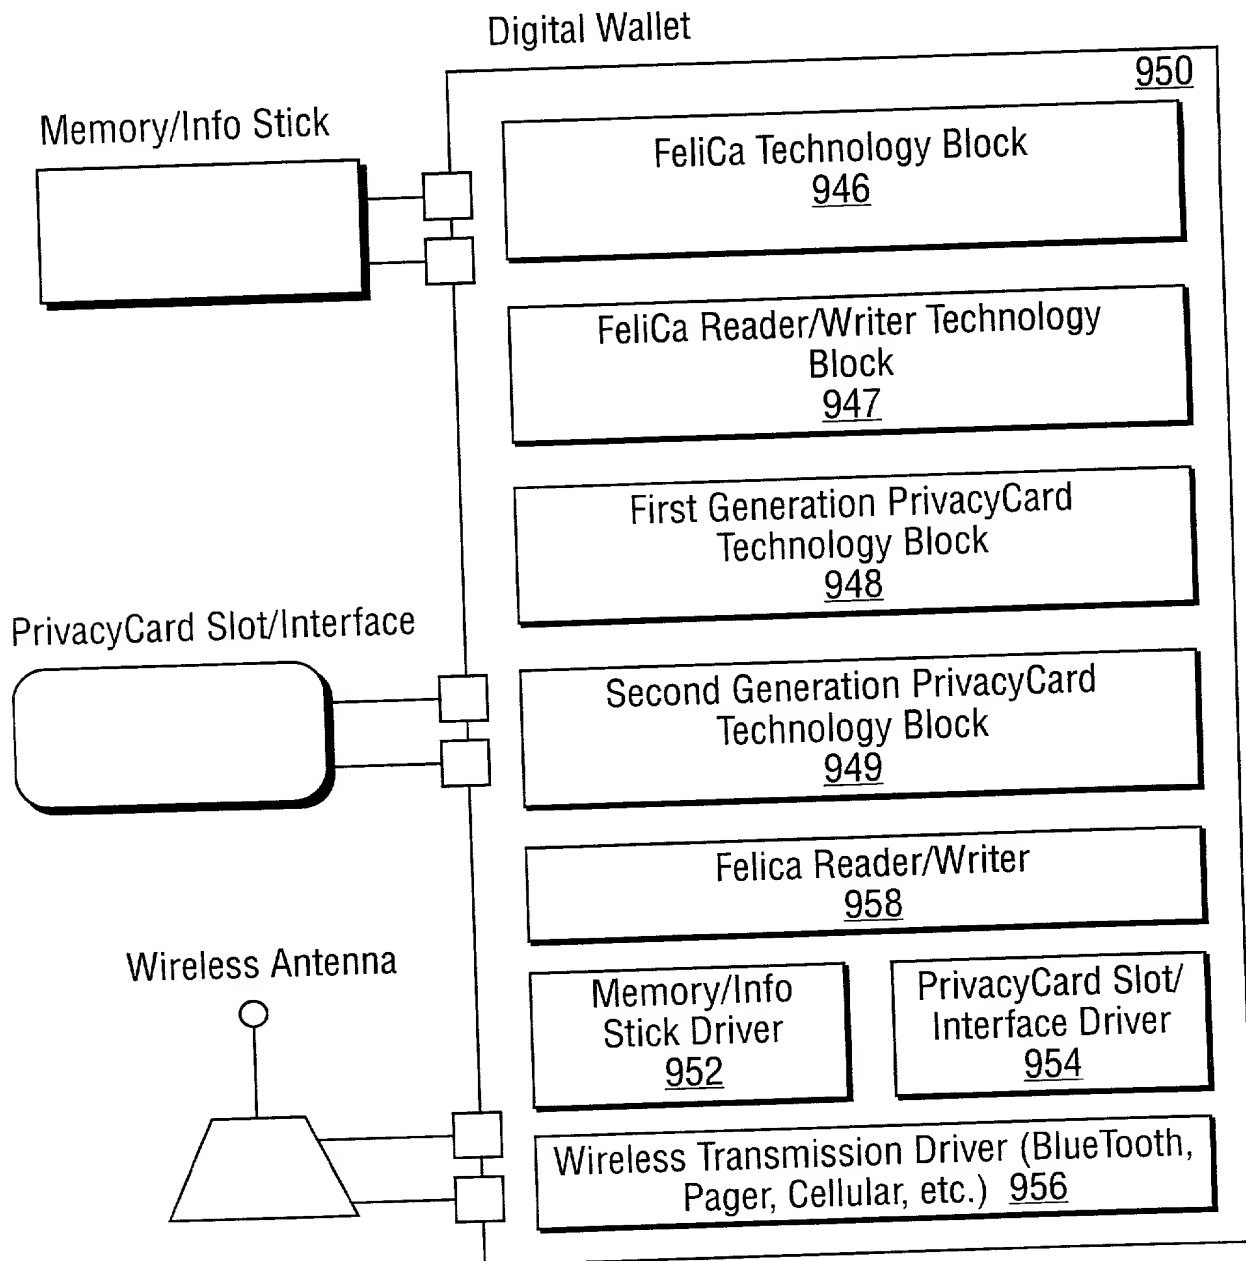 Digital Wallet
950
Memory/Info Stick
FeliCa Technology Block
946
FeliCa Reader/Writer Technology
Block
947
First Generation PrivacyCard
Technology Block
948
PrivacyCard Slot/Interface
Second Generation PrivacyCard
Technology Block
949
Felica Reader/Writer
958
Wireless Antenna
Memory/Info
Stick Driver
952
PrivacyCard Slot/
Interface Driver
954
Wireless Transmission Driver (BlueTooth,
Pager, Cellular, etc.) 956